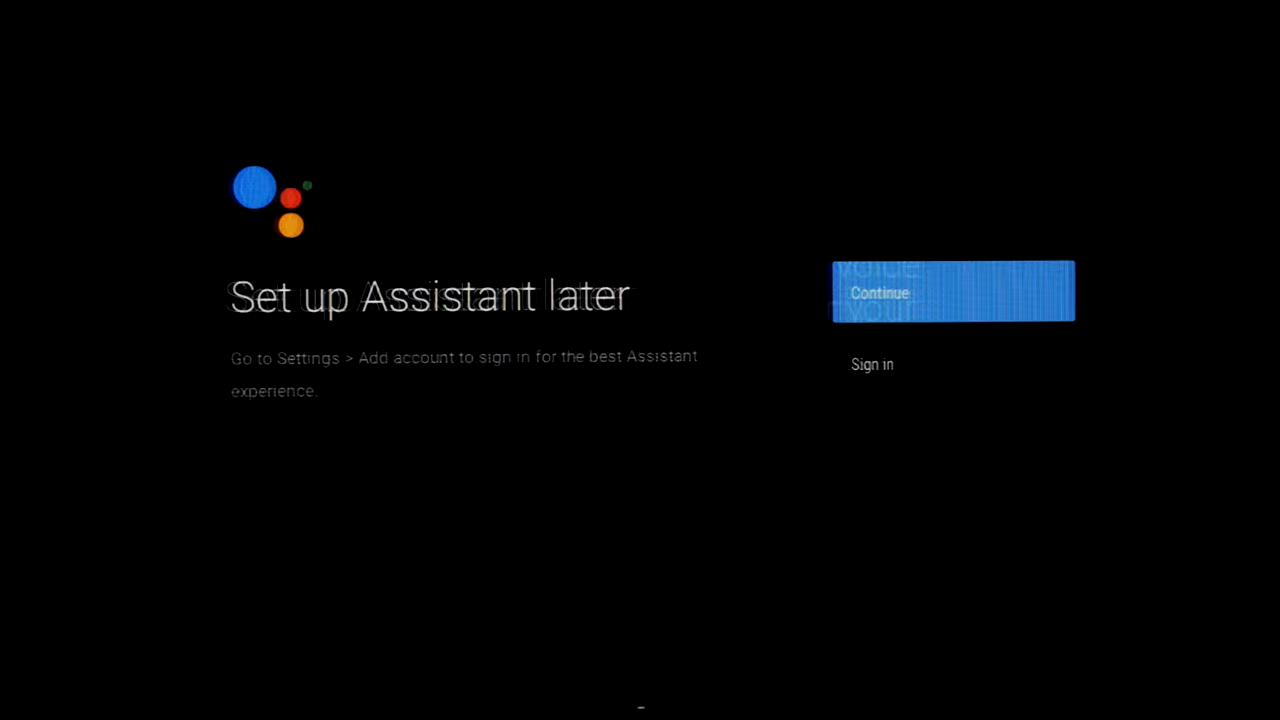 Set up Assistant later
Go to Settings > Add account to sign in for the best Assistant
experience.
Continue
Sign in